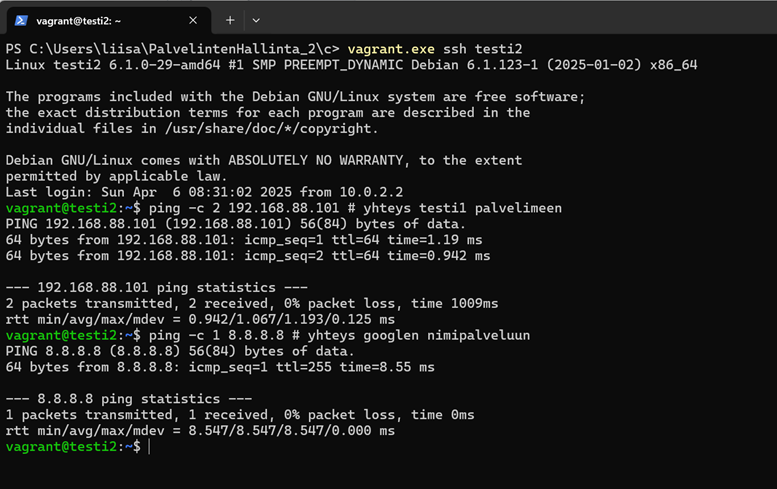 vagrant@testi2: ~
PS C:\Users\liisa\PalvelintenHallinta_2\c> vagrant.exe ssh testi2
Linux testi2 6.1.0-29-amd64 #1 SMP PREEMPT_DYNAMIC Debian 6.1.123-1 (2025-01-02) x86_64
The programs included with the Debian GNU/Linux system are free software;
the exact distribution terms for each program are described in the
individual files in /usr/share/doc/*/copyright.
Debian GNU/Linux comes with ABSOLUTELY NO WARRANTY, to the extent
permitted by applicable law.
Last login: Sun Apr  6 08:31:02 2025 from 10.0.2.2
vagrant@testi2:~$ ping -c 2 192.168.88.101 # yhteys testi1 palvelimeen
PING 192.168.88.101 (192.168.88.101) 56(84) bytes of data.
64 bytes from 192.168.88.101: icmp_seq=1 ttl=64 time=1.19 ms
64 bytes from 192.168.88.101: icmp_seq=2 ttl=64 time=0.942 ms
--- 192.168.88.101 ping statistics ---
2 packets transmitted, 2 received, 0% packet loss, time 1009ms
rtt min/avg/max/mdev = 0.942/1.067/1.193/0.125 ms
vagrant@testi2:~$ ping -c 1 8.8.8.8 # yhteys googlen nimipalveluun
PING 8.8.8.8 (8.8.8.8) 56(84) bytes of data.
64 bytes from 8.8.8.8: icmp_seq=1 ttl=255 time=8.55 ms
--- 8.8.8.8 ping statistics ---
1 packets transmitted, 1 received, 0% packet loss, time 0ms
rtt min/avg/max/mdev = 8.547/8.547/8.547/0.000 ms
vagrant@testi2:~$